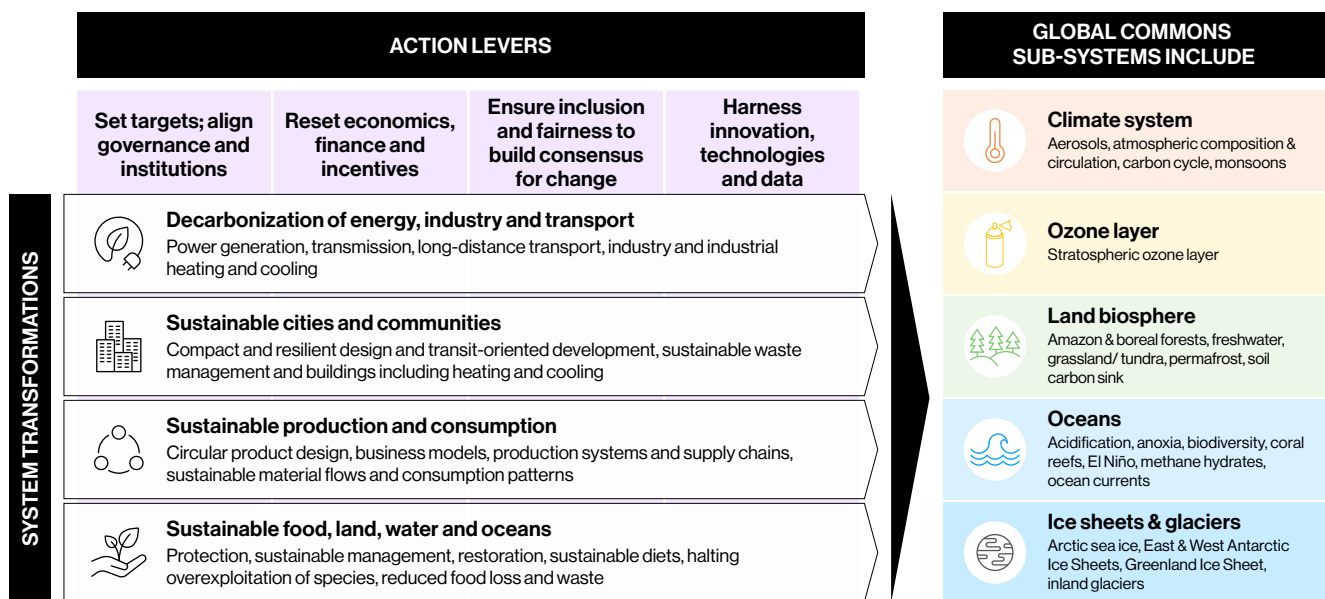 ACTION LEVERS
Set targets; align
governance and
institutions
Reset economics,
finance and
incentives
Ensure inclusion
and fairness to
build consensus
for change
Harness
innovation,
technologies
and data
SYSTEM TRANSFORMATIONS
Decarbonization of energy, industry and transport
Power generation, transmission, long-distance transport, industry and industrial
heating and cooling
Sustainable cities and communities
Compact and resilient design and transit-oriented development, sustainable waste
management and buildings including heating and cooling
Sustainable production and consumption
Circular product design, business models, production systems and supply chains,
sustainable material flows and consumption patterns
Sustainable food, land, water and oceans
Protection, sustainable management, restoration, sustainable diets, halting
overexploitation of species, reduced food loss and waste
GLOBAL COMMONS
SUB-SYSTEMS INCLUDE
Climate system
Aerosols, atmospheric composition &
circulation, carbon cycle, monsoons
Ozone layer
Stratospheric ozone layer
Land biosphere
Amazon & boreal forests, freshwater,
grassland/ tundra, permafrost, soil
carbon sink
Oceans
Acidification, anoxia, biodiversity, coral
reefs, El Niño, methane hydrates,
ocean currents
Ice sheets & glaciers
Arctic sea ice, East & West Antarctic
Ice Sheets, Greenland Ice Sheet,
inland glaciers